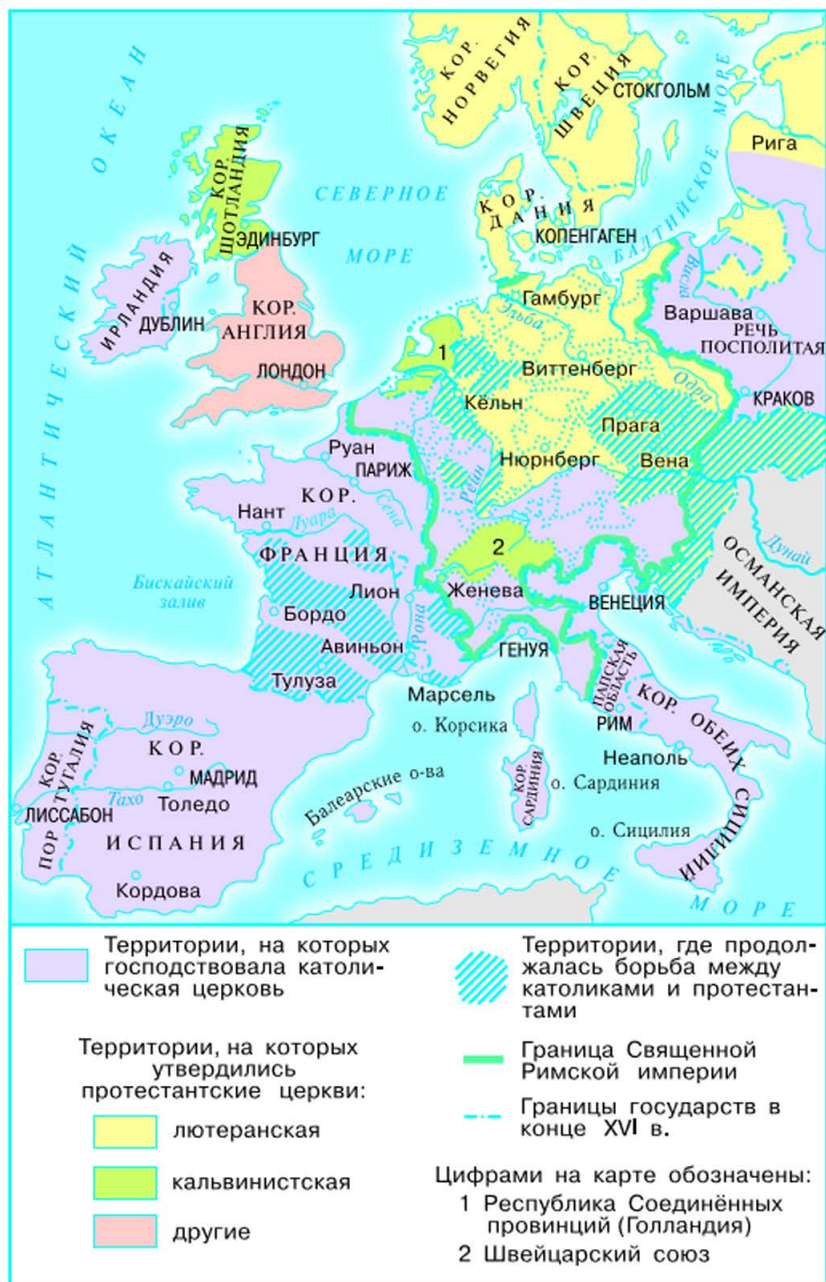 КОР.
НОРВЕГИЯ
КОР.
ШВЕЦИЯ
СТОКГОЛЬМ
АТЛАНТИЧЕСКИЙ ОКЕАН
Рига
КОР.
ШОТЛАНДИЯ
СЕВЕРНОЕ
МОРЕ
БАЛТИЙСКОЕ МОРЕ
КОР.
ДАНИЯ
ЭДИНБУРГ
КОПЕНГАГЕН
ИРЛАНДИЯ
ДУБЛИН
КОР.
АНГЛИЯ
ЛОНДОН
Гамбург
Эльба
Висла
Варшава
РЕЧЬ
ПОСПОЛИТАЯ
1
Виттенберг
Одра
КРАКОВ
Кёльн
Прага
Руан
ПАРИЖ
Рейн
Нюрнберг
Вена
КОР.
Сена
Нант
Луара
ФРАНЦИЯ
2
Дунай
ОСМАНСКАЯ
ИМПЕРИЯ
Бискайский
залив
Лион
Женева
ВЕНЕЦИЯ
Бордо
Рона
Авиньон
ГЕНУЯ
Тулуза
Марсель
ПАПСКАЯ
ОБЛАСТЬ
КОР. ОБЕИХ СИЦИЛИЙ
о. Корсика
РИМ
Дуэро
КОР.
ПОРТУГАЛИЯ
КОР.
МАДРИД
Неаполь
Тахо
Толедо
ЛИССАБОН
Балеарские о-ва
КОР.
САРДИНИЯ
о. Сардиния
ИСПАНИЯ
о. Сицилия
Кордова
СРЕДИЗЕМНОЕ
МОРЕ
Территории, на которых
господствовала католи-
ческая церковь
Территории, на которых
утвердились
протестантские церкви:
лютеранская
кальвинистская
другие
Территории, где продол-
жалась борьба между
католиками и протестан-
тами
Граница Священной
Римской империи
Границы государств в
конце XVI в.
Цифрами на карте обозначены:
1 Республика Соединённых
провинций (Голландия)
2 Швейцарский союз